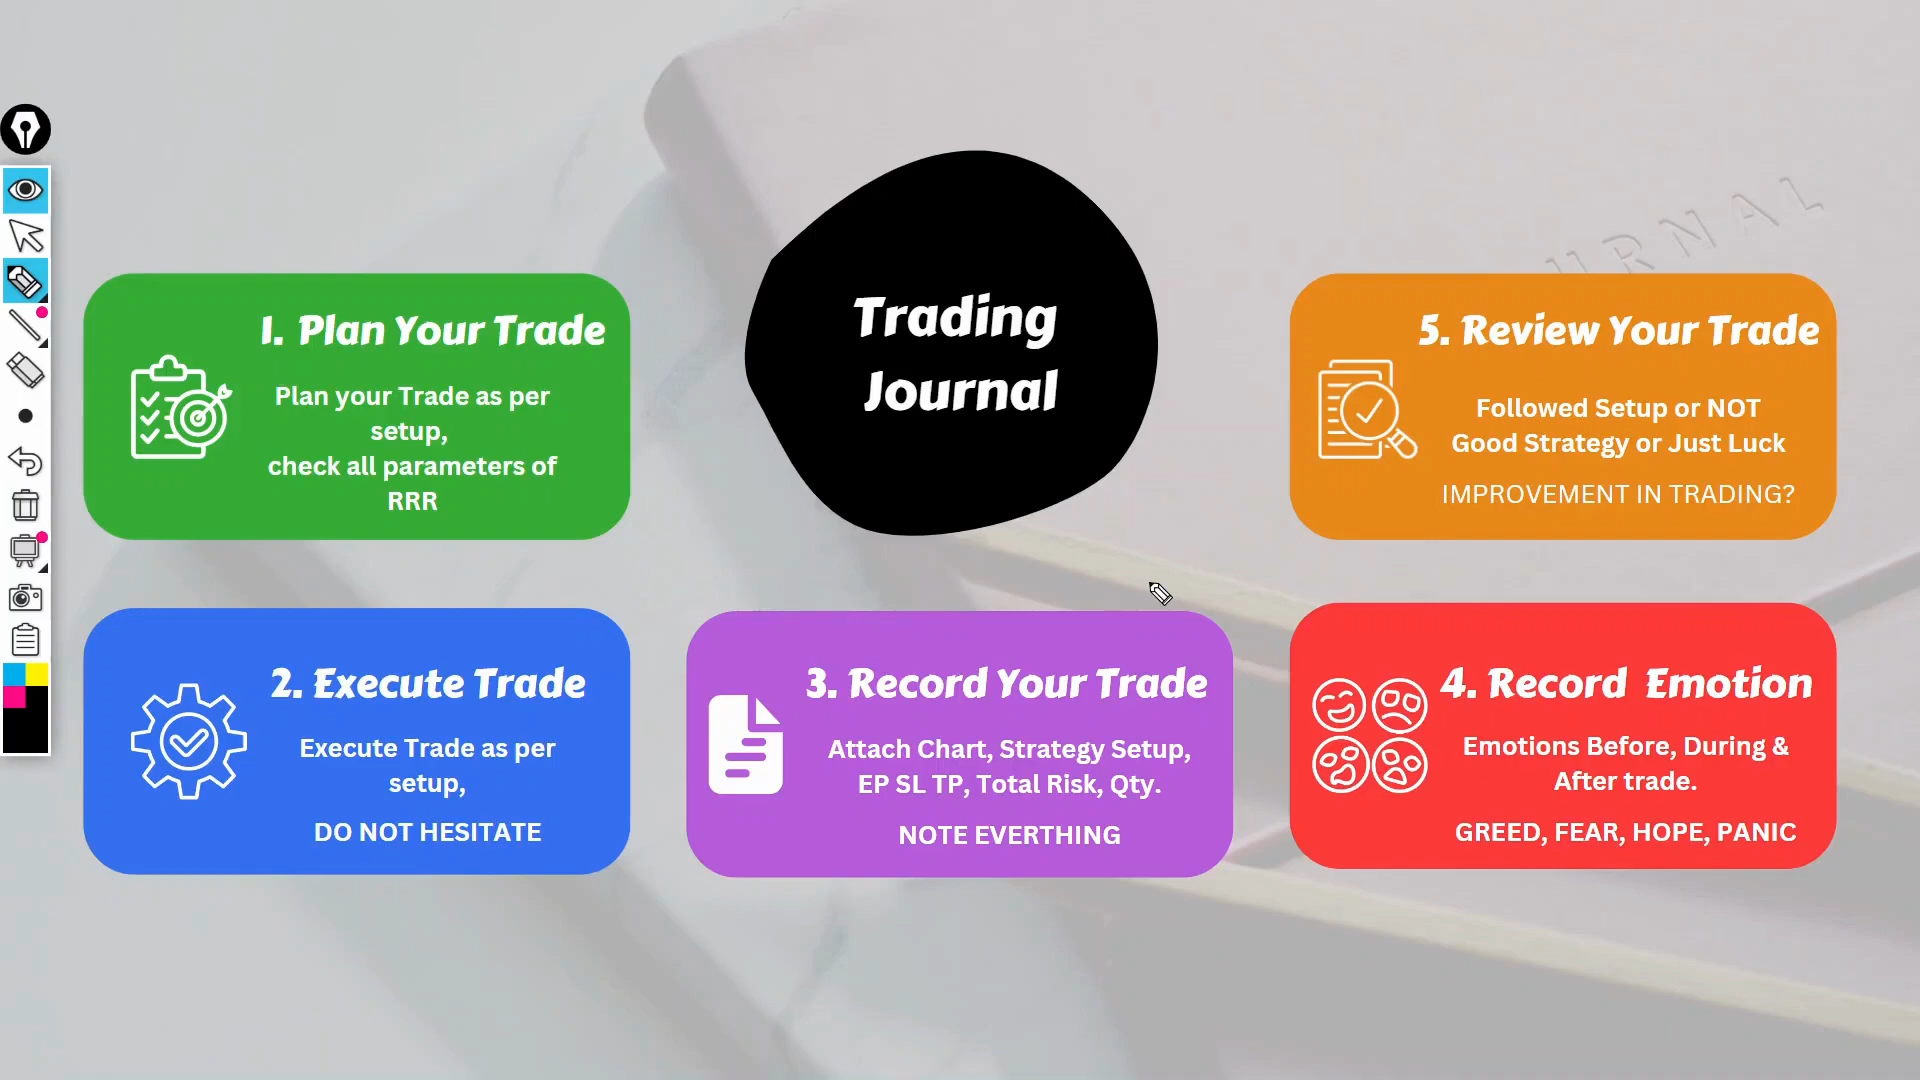 Trading
Journal
1. Plan Your Trade
Plan your Trade as per
setup,
check all parameters of
RRR
2. Execute Trade
Execute Trade as per
setup,
DO NOT HESITATE
3. Record Your Trade
Attach Chart, Strategy Setup,
EP SL TP, Total Risk, Qty.
NOTE EVERTHING
4. Record Emotion
Emotions Before, During &
After trade.
GREED, FEAR, HOPE, PANIC
5. Review Your Trade
Followed Setup or NOT
Good Strategy or Just Luck
IMPROVEMENT IN TRADING?
URNAL